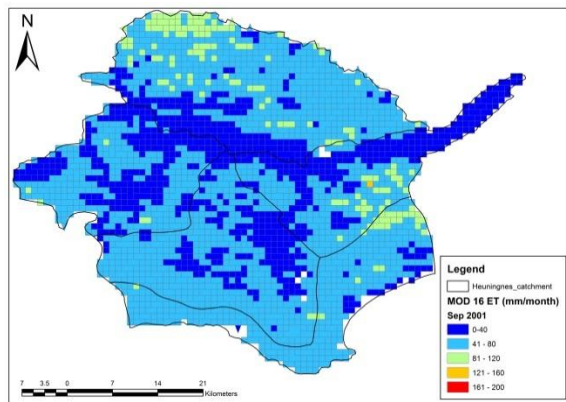 N
Legend
Heuningnes_catchment
MOD 16 ET (mm/month)
Sep 2001
0-40
41 - 80
81 - 120
121 - 160
161 - 200
7 3.5 0 7 14 21
Kilometers